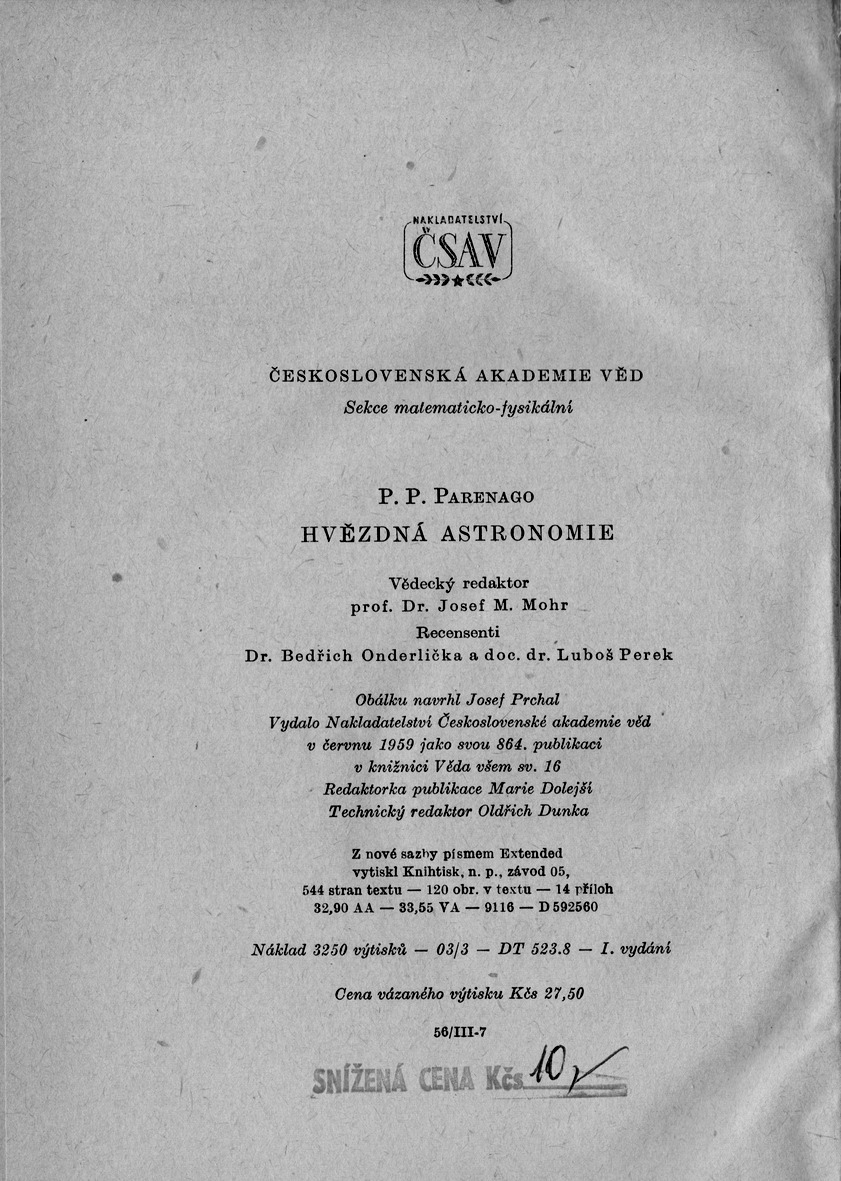 NAKLADATELSTVÍ
ČSAV
ČESKOSLOVENSKÁ AKADEMIE VĚD
Sekce matematicko-fysikální
P. P. PARENAGO
HVĚZDNÁ ASTRONOMIE
Vědecký redaktor
prof. Dr. Josef M. Mohr
Recensenti
Dr. Bedřich Onderlička a doc. dr. Luboš Perek
Obálku navrhl Josef Prchal
Vydalo Nakladatelství Československé akademie věd
v červnu 1959 jako svou 864. publikaci
v knižnici Věda všem sv. 16
Redaktorka publikace Marie Dolejší
Technický redaktor Oldřich Dunka
Z nové sazby písmem Extended
vytiskl Knihtisk, n. p., závod 05,
544 stran textu — 120 obr. v textu — 14 příloh
32,90 AA — 33,55 VA — 9116 — D 592560
Náklad 3250 výtisků — 03/3 — DT 523.8 — I. vydání
Cena vázaného výtisku Kčs 27,50
56/III-7
SNÍŽENÁ CENA Kčs 10,-